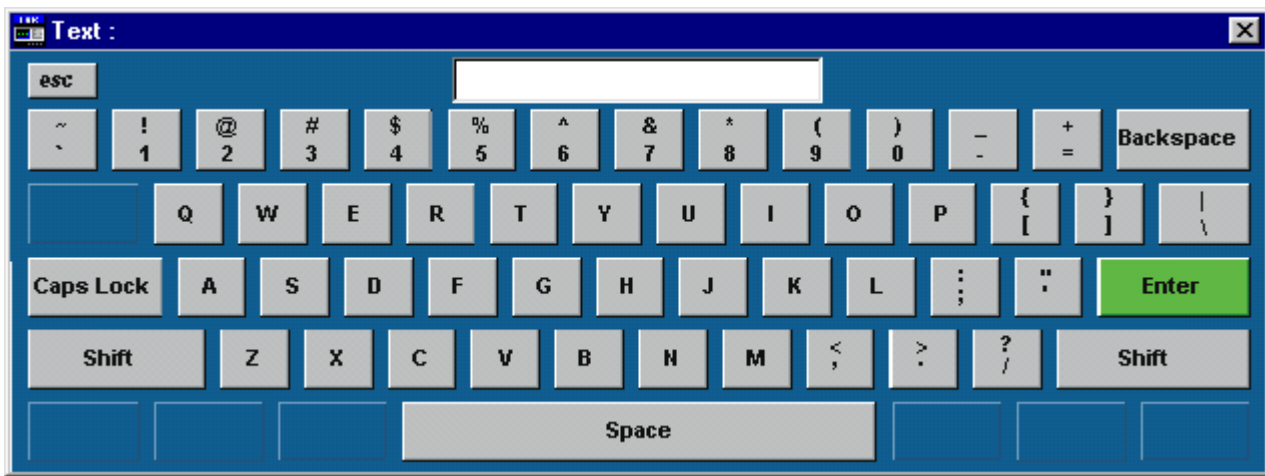 Text :
esc
~ ! @ # $ % ^ & * ( ) _ +
` 1 2 3 4 5 6 7 8 9 0 - = Backspace
Q W E R T Y U I O P { [ } ] | \
Caps Lock A S D F G H J K L : ; " ' Enter
Shift Z X C V B N M < , > . ? / Shift
Space